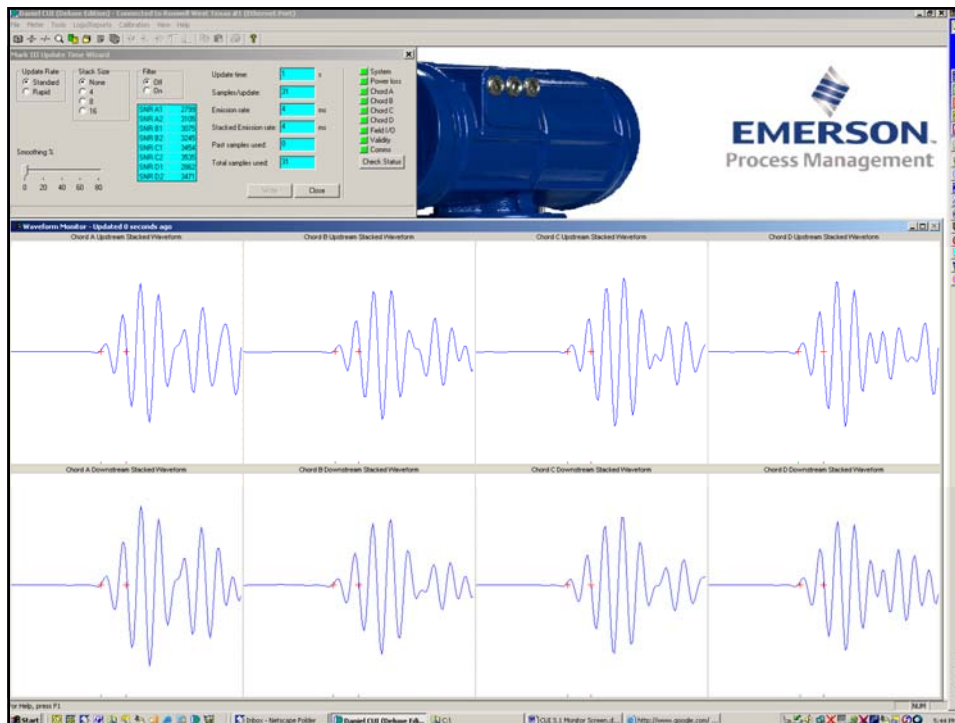 Daniel CUI (Deluxe Edition) - Connected to Roswell West Texas #1 (Ethernet Port)
File Meter Tools Logs/Reports Calibration View Help
Mark III Update Time Wizard
Update Rate
Standard
Rapid
Stack Size
None
4
8
16
Filter
Off
On
Smoothing %
0 20 40 60 80
SNR A1 2799
SNR A2 3105
SNR B1 3075
SNR B2 3245
SNR C1 3454
SNR C2 3535
SNR D1 2662
SNR D2 3471
Update time: 1 s
Samples/update: 31
Emission rate: 4 ms
Stacked Emission rate: 4 ms
Past samples used: 0
Total samples used: 31
Write
Close
System
Power loss
Chord A
Chord B
Chord C
Chord D
Field I/O
Validity
Comms
Check Status
EMERSON
Process Management
Waveform Monitor - Updated 0 seconds ago
Chord A Upstream Stacked Waveform
Chord B Upstream Stacked Waveform
Chord C Upstream Stacked Waveform
Chord D Upstream Stacked Waveform
Chord A Downstream Stacked Waveform
Chord B Downstream Stacked Waveform
Chord C Downstream Stacked Waveform
Chord D Downstream Stacked Waveform
For Help, press F1
NUM
Start
Inbox - Netscape Folder
Daniel CUI (Deluxe Edi...
C:\
CUI 5.1 Monitor Screen.d...
http://www.google.com/ ...
5:44 PM